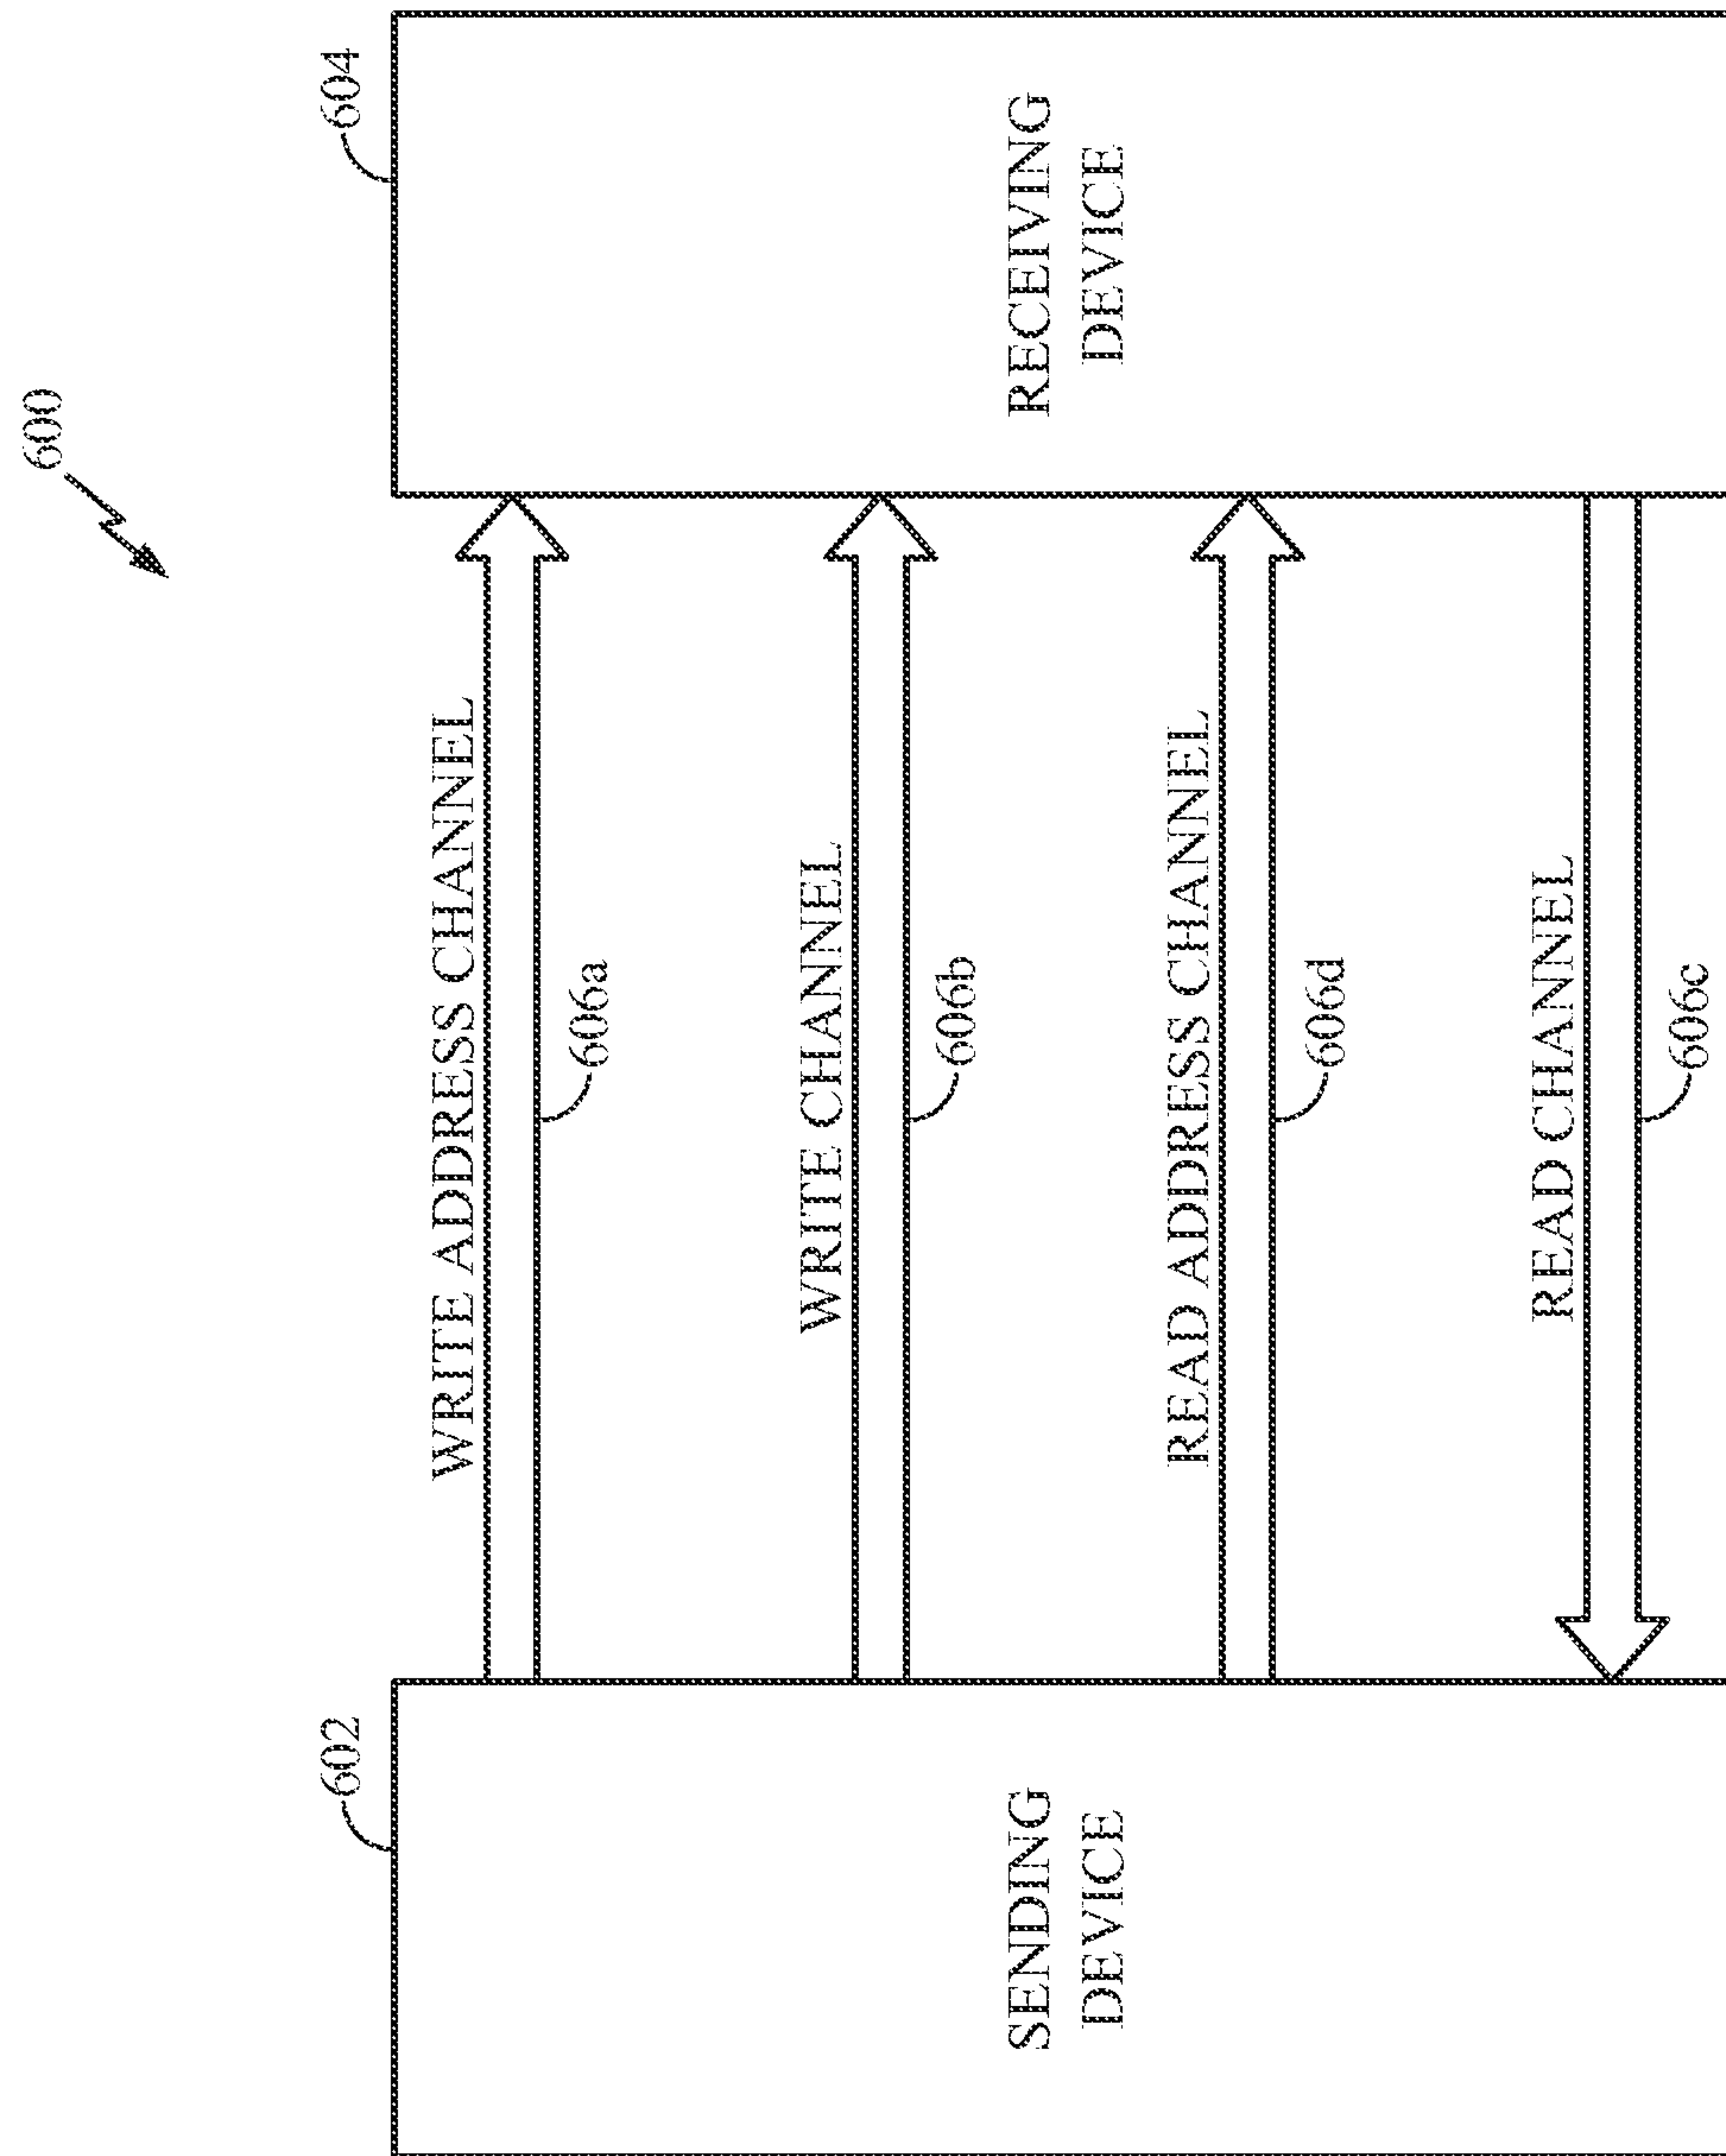 600
602
604
WRITE ADDRESS CHANNEL
606a
WRITE CHANNEL
606b
SENDING
DEVICE
RECEIVING
DEVICE
READ ADDRESS CHANNEL
606d
READ CHANNEL
606c